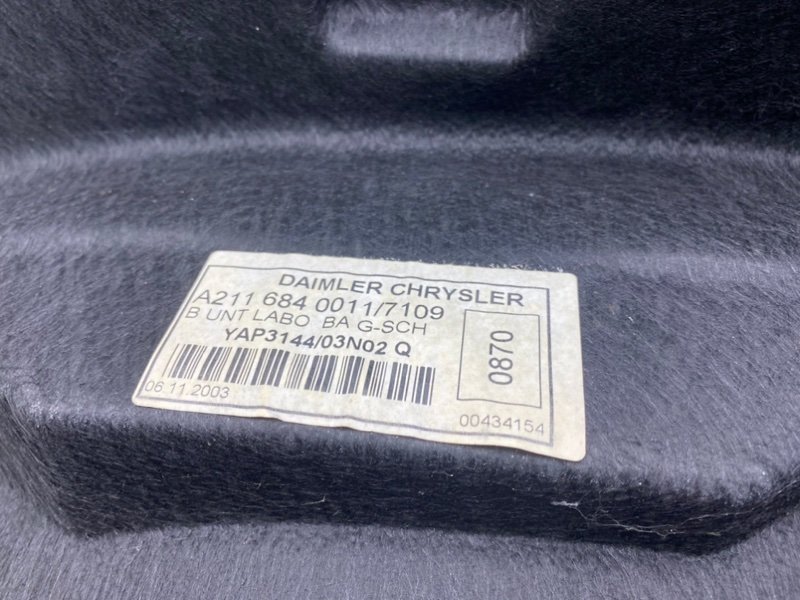 DAIMLER CHRYSLER
A211 684 0011/7109
B UNT LABO BA G-SCH
YAP3144/03N02 Q
0870
06.11.2003
00434154